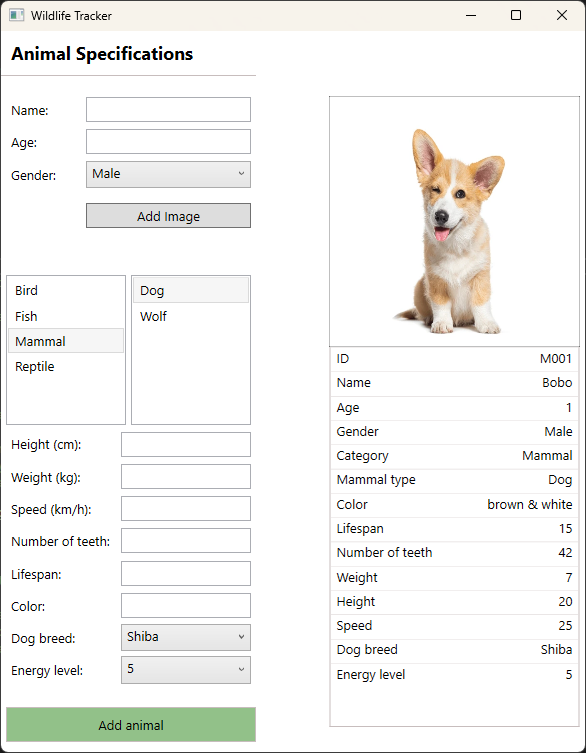 Wildlife Tracker
Animal Specifications
Name:
Age:
Gender: Male
Add Image
Bird
Fish
Mammal
Reptile
Dog
Wolf
Height (cm):
Weight (kg):
Speed (km/h):
Number of teeth:
Lifespan:
Color:
Dog breed: Shiba
Energy level: 5
Add animal
ID M001
Name Bobo
Age 1
Gender Male
Category Mammal
Mammal type Dog
Color brown & white
Lifespan 15
Number of teeth 42
Weight 7
Height 20
Speed 25
Dog breed Shiba
Energy level 5